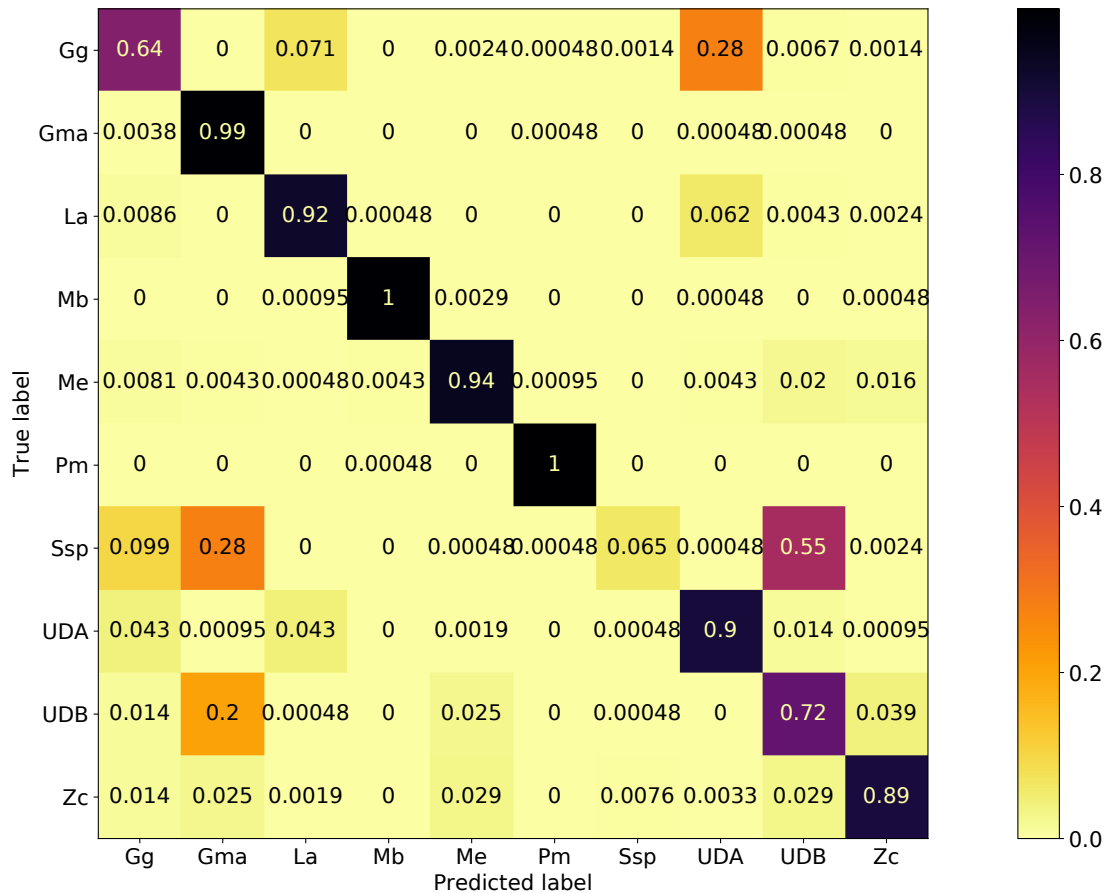 Gg 0.64 0 0.071 0 0.0024 0.00048 0.0014 0.28 0.0067 0.0014
Gma 0.0038 0.99 0 0 0 0.00048 0 0.00048 0.00048 0
La 0.0086 0 0.92 0.00048 0 0 0 0.062 0.0043 0.0024
Mb 0 0 0.00095 1 0.0029 0 0 0.00048 0 0.00048
Me 0.0081 0.0043 0.00048 0.0043 0.94 0.00095 0 0.0043 0.02 0.016
Pm 0 0 0 0.00048 0 1 0 0 0 0
Ssp 0.099 0.28 0 0 0.00048 0.00048 0.065 0.00048 0.55 0.0024
UDA 0.043 0.00095 0.043 0 0.0019 0 0.00048 0.9 0.014 0.00095
UDB 0.014 0.2 0.00048 0 0.025 0 0.00048 0 0.72 0.039
Zc 0.014 0.025 0.0019 0 0.029 0 0.0076 0.0033 0.029 0.89
Gg Gma La Mb Me Pm Ssp UDA UDB Zc
Predicted label
True label
0.8
0.6
0.4
0.2
0.0